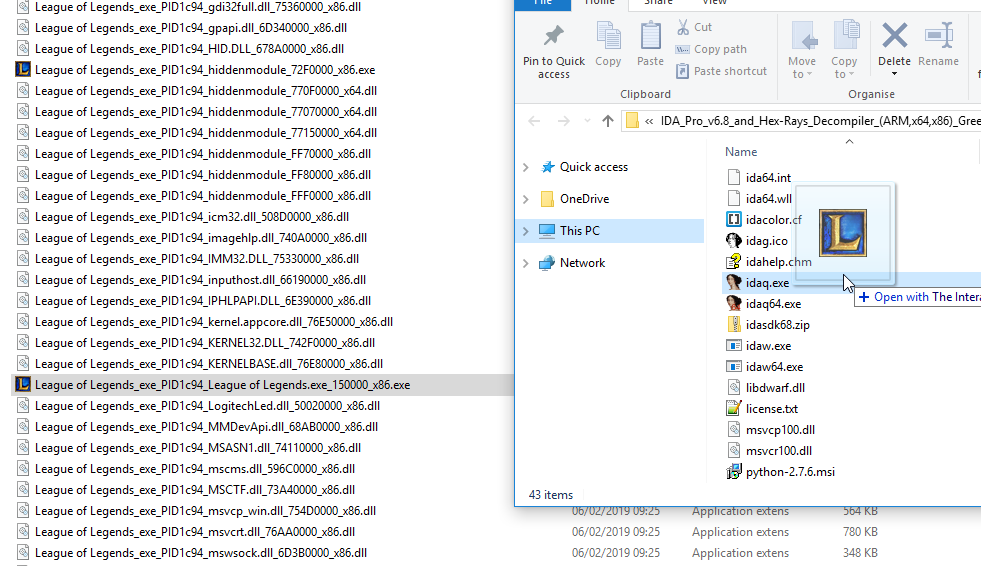 League of Legends_exe_PID1c94_gdi32full.dll_75360000_x86.dll
League of Legends_exe_PID1c94_gpapi.dll_6D340000_x86.dll
League of Legends_exe_PID1c94_HID.DLL_678A0000_x86.dll
League of Legends_exe_PID1c94_hiddenmodule_72F0000_x86.exe
League of Legends_exe_PID1c94_hiddenmodule_770F0000_x64.dll
League of Legends_exe_PID1c94_hiddenmodule_77070000_x64.dll
League of Legends_exe_PID1c94_hiddenmodule_77150000_x64.dll
League of Legends_exe_PID1c94_hiddenmodule_FF70000_x86.dll
League of Legends_exe_PID1c94_hiddenmodule_FF80000_x86.dll
League of Legends_exe_PID1c94_hiddenmodule_FFF0000_x86.dll
League of Legends_exe_PID1c94_icm32.dll_508D0000_x86.dll
League of Legends_exe_PID1c94_imagehlp.dll_740A0000_x86.dll
League of Legends_exe_PID1c94_IMM32.DLL_75330000_x86.dll
League of Legends_exe_PID1c94_inputhost.dll_66190000_x86.dll
League of Legends_exe_PID1c94_IPHLPAPI.DLL_6E390000_x86.dll
League of Legends_exe_PID1c94_kernel.appcore.dll_76E50000_x86.dll
League of Legends_exe_PID1c94_KERNEL32.DLL_742F0000_x86.dll
League of Legends_exe_PID1c94_KERNELBASE.dll_76E80000_x86.dll
League of Legends_exe_PID1c94_League of Legends.exe_150000_x86.exe
League of Legends_exe_PID1c94_LogitechLed.dll_50020000_x86.dll
League of Legends_exe_PID1c94_MMDevApi.dll_68AB0000_x86.dll
League of Legends_exe_PID1c94_MSASN1.dll_74110000_x86.dll
League of Legends_exe_PID1c94_mscms.dll_596C0000_x86.dll
League of Legends_exe_PID1c94_MSCTF.dll_73A40000_x86.dll
League of Legends_exe_PID1c94_msvcp_win.dll_754D0000_x86.dll
League of Legends_exe_PID1c94_msvcrt.dll_76AA0000_x86.dll
League of Legends_exe_PID1c94_mswsock.dll_6D3B0000_x86.dll
File Home Share View
Pin to Quick access
Copy
Paste
Cut
Copy path
Paste shortcut
Clipboard
Move to
Copy to
Delete
Rename
Organise
« IDA_Pro_v6.8_and_Hex-Rays_Decompiler_(ARM,x64,x86)_Gree
Quick access
OneDrive
This PC
Network
Name
ida64.int
ida64.wll
idacolor.cf
idag.ico
idahelp.chm
idaq.exe
idaq64.exe
idasdk68.zip
idaw.exe
idaw64.exe
libdwarf.dll
license.txt
msvcp100.dll
msvcr100.dll
python-2.7.6.msi
L
+ Open with The Intera
43 items
06/02/2019 09:25 Application extens 564 KB
06/02/2019 09:25 Application extens 780 KB
06/02/2019 09:25 Application extens 348 KB